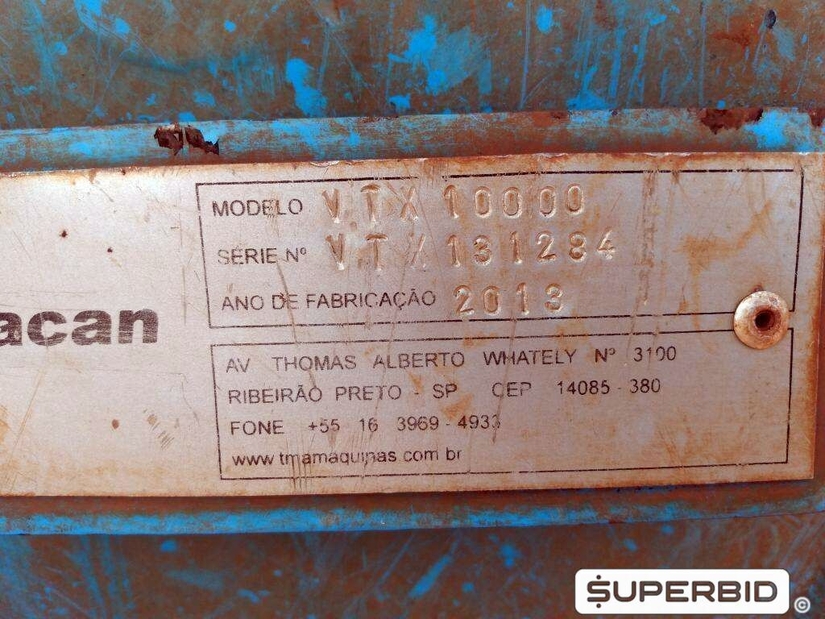 MODELO VTX 10000
SÉRIE Nº VTX 131284
ANO DE FABRICAÇÃO 2013
acan
AV THOMAS ALBERTO WHATELY Nº 3100
RIBEIRÃO PRETO - SP CEP 14085-380
FONE +55 16 3969-4933
www.tmamaquinas.com.br
SUPERBID ©